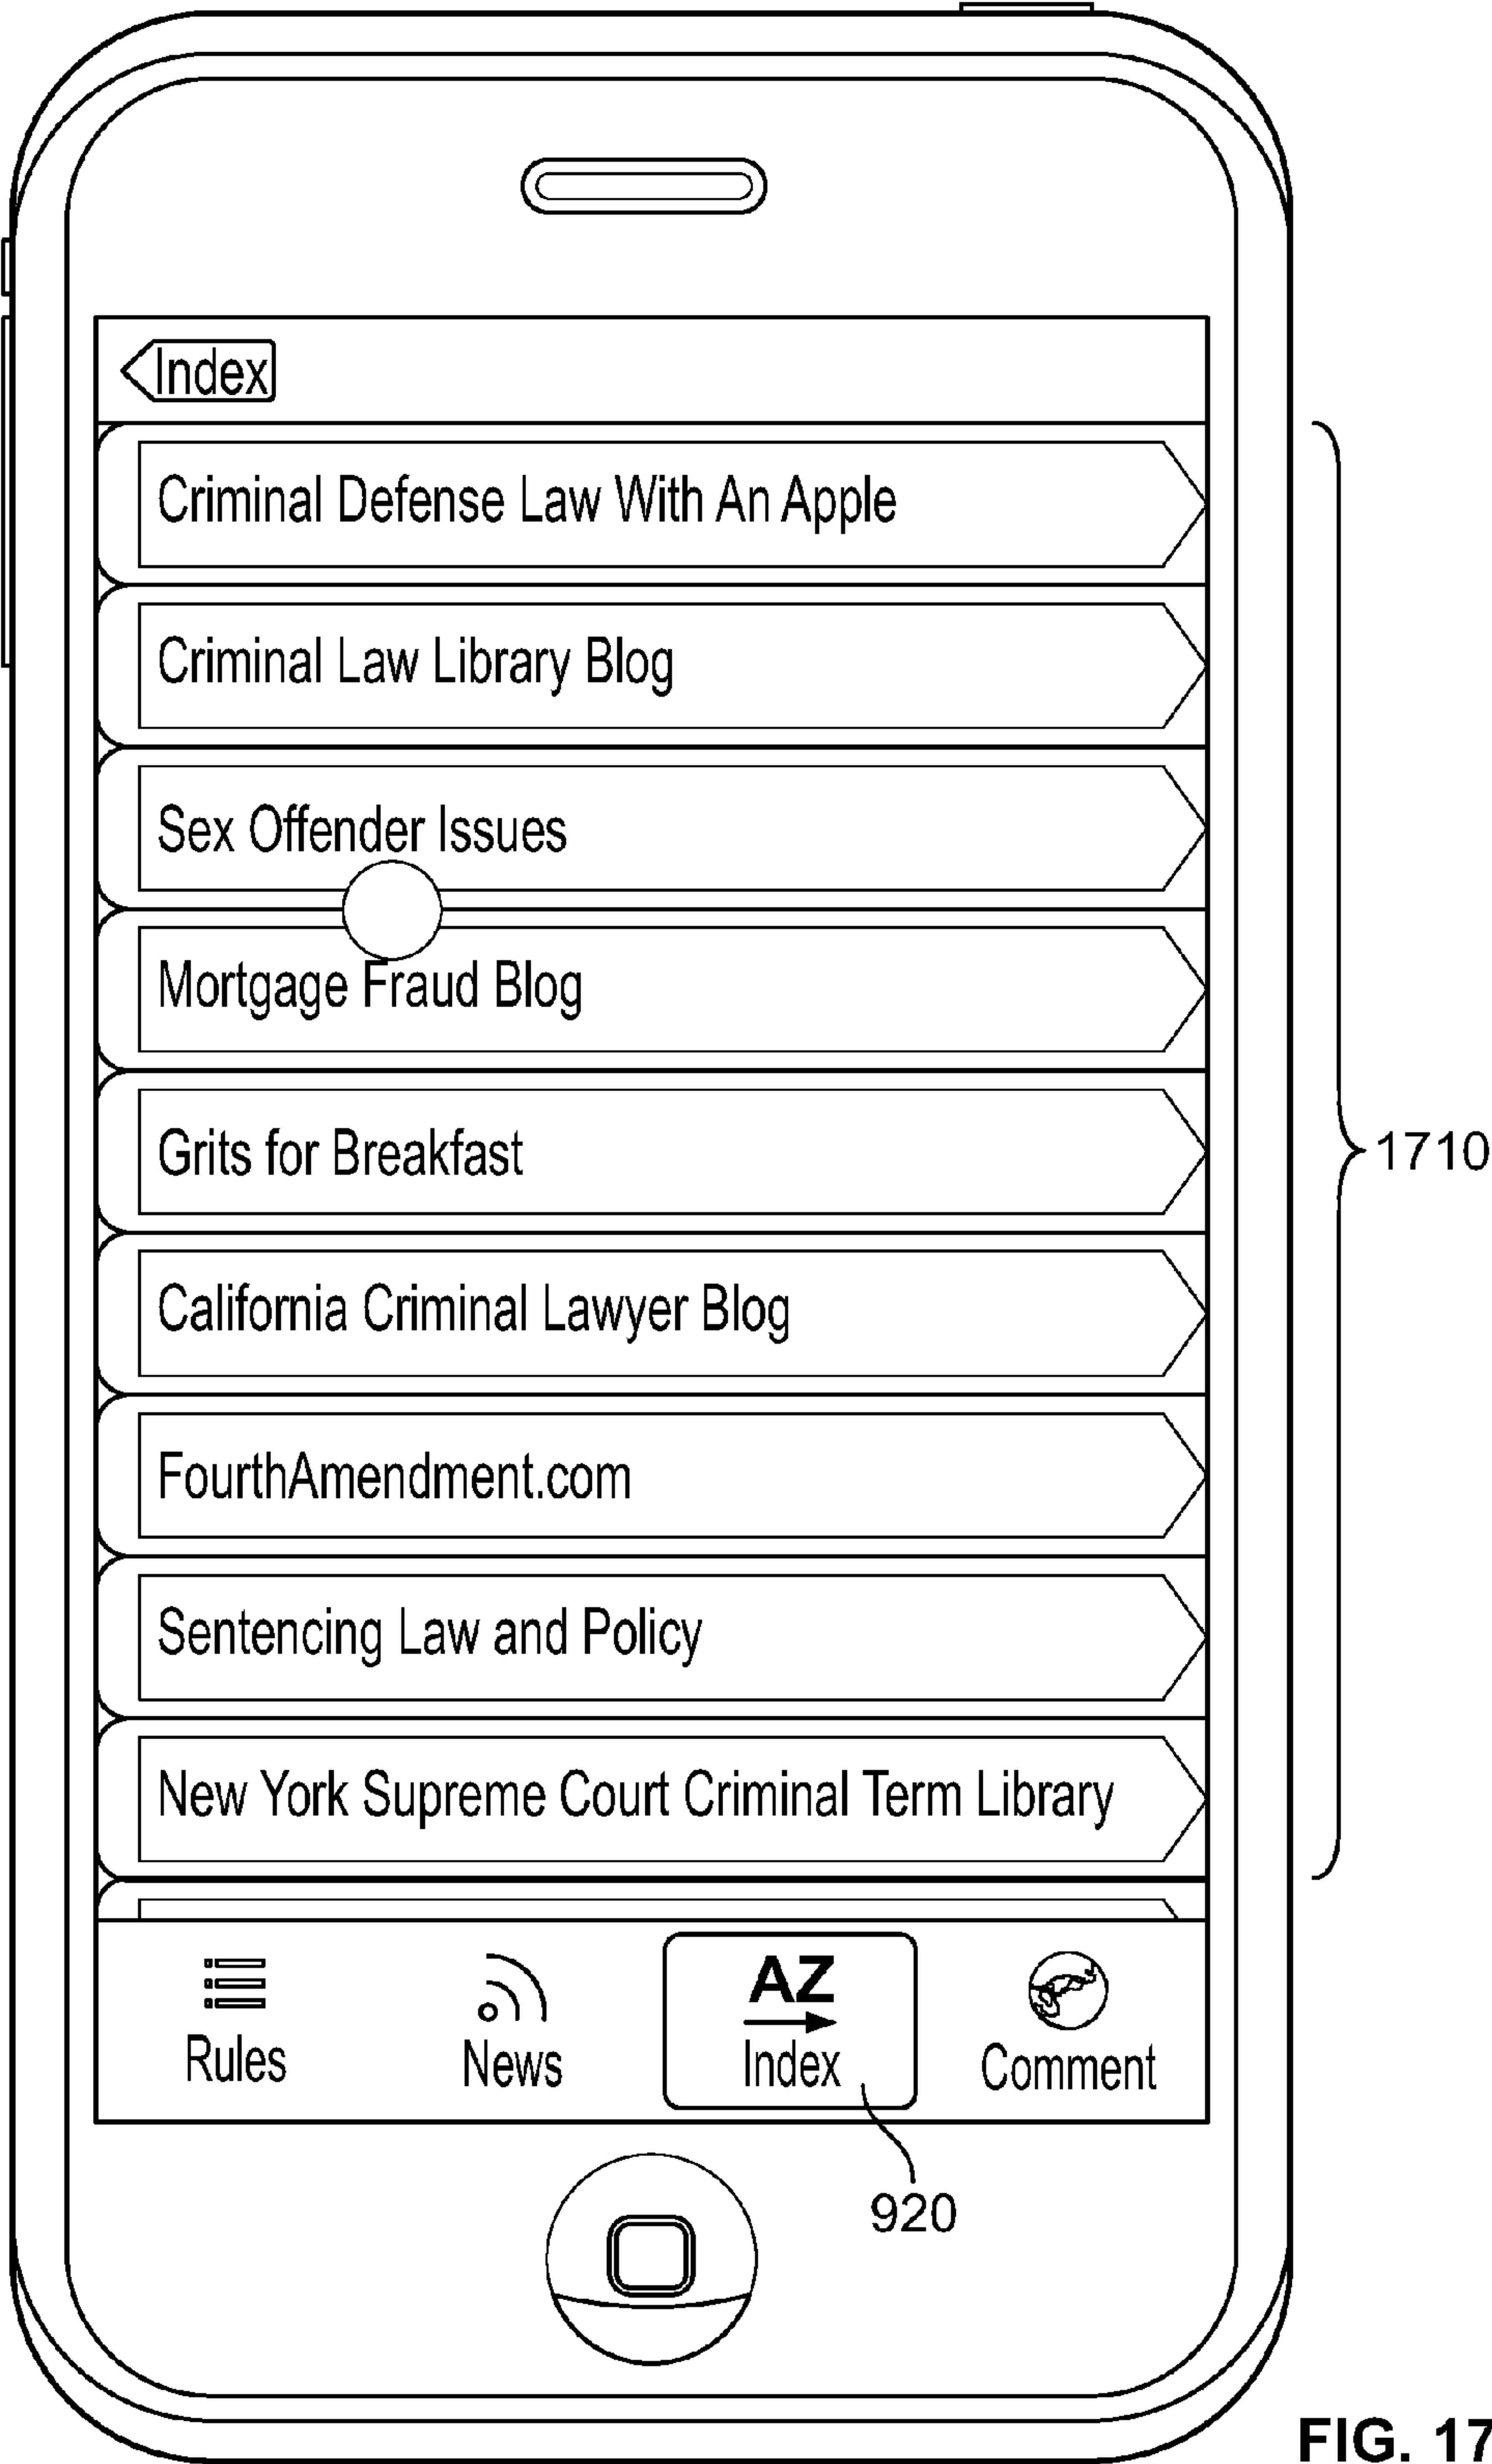 Index
Criminal Defense Law With An Apple
Criminal Law Library Blog
Sex Offender Issues
Mortgage Fraud Blog
Grits for Breakfast
1710
California Criminal Lawyer Blog
FourthAmendment.com
Sentencing Law and Policy
New York Supreme Court Criminal Term Library
Rules
News
AZ
Index
Comment
920
FIG. 17